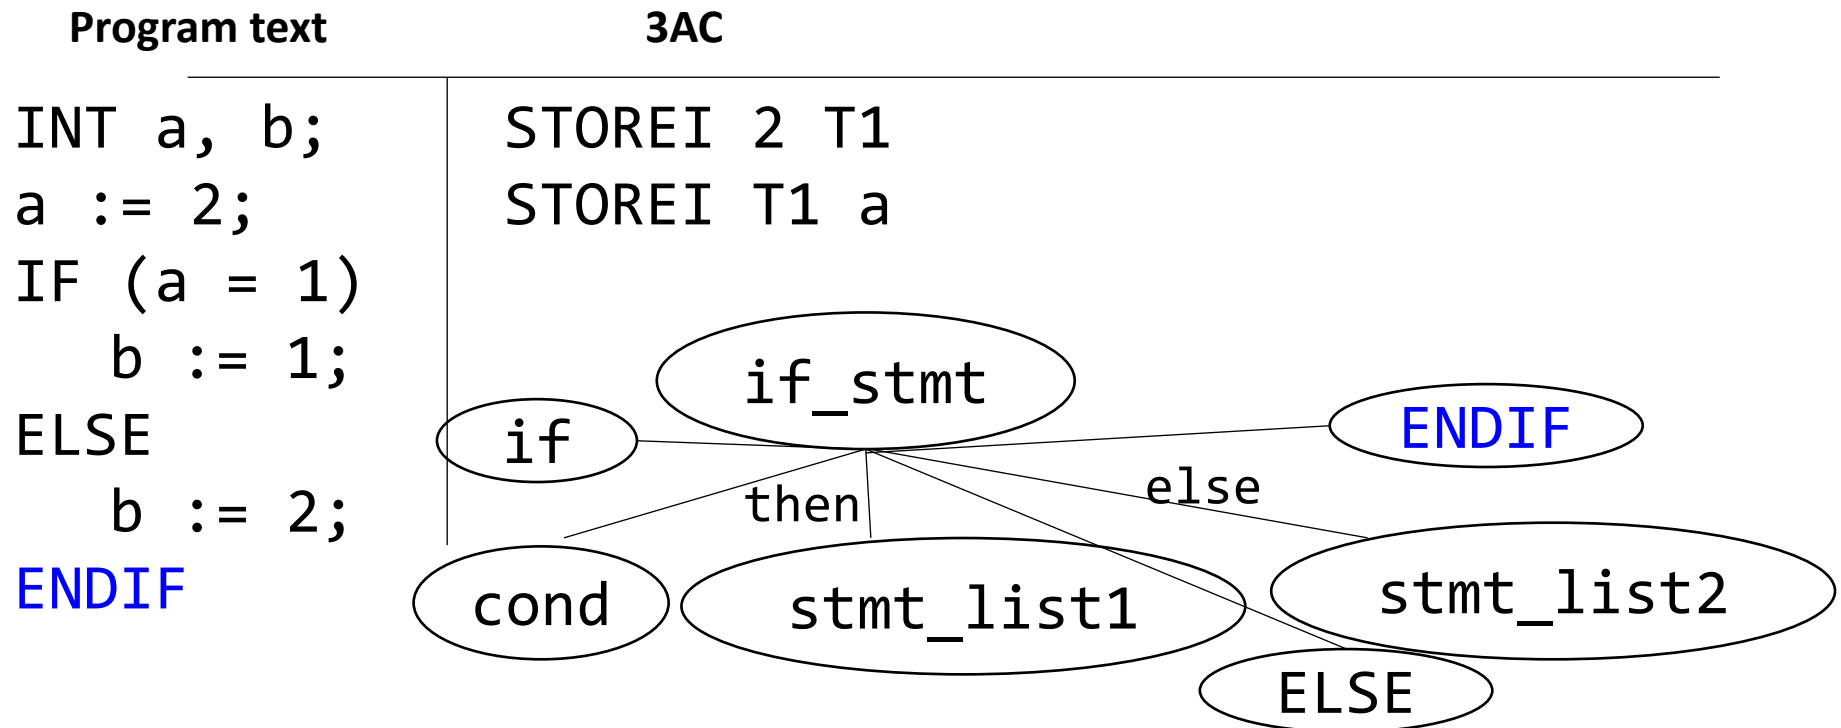 Program text 3AC
INT a, b; STOREI 2 T1
a := 2; STOREI T1 a
IF (a = 1)
b := 1;
ELSE
b := 2;
ENDIF
if_stmt
if
ENDIF
then
else
cond
stmt_list1
stmt_list2
ELSE